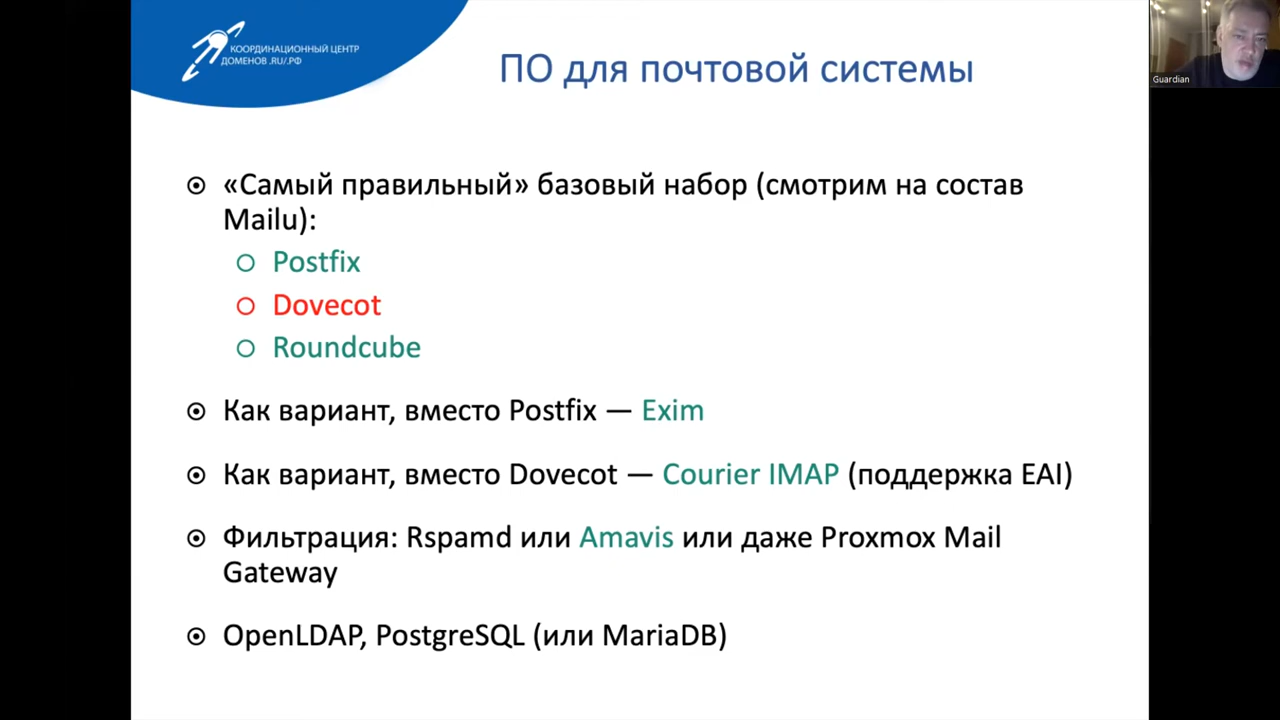 КООРДИНАЦИОННЫЙ ЦЕНТР
ДОМЕНОВ .RU/.РФ
ПО для почтовой системы
Guardian
«Самый правильный» базовый набор (смотрим на состав
Mailu):
Postfix
Dovecot
Roundcube
Как вариант, вместо Postfix — Exim
Как вариант, вместо Dovecot — Courier IMAP (поддержка EAI)
Фильтрация: Rspamd или Amavis или даже Proxmox Mail
Gateway
OpenLDAP, PostgreSQL (или MariaDB)